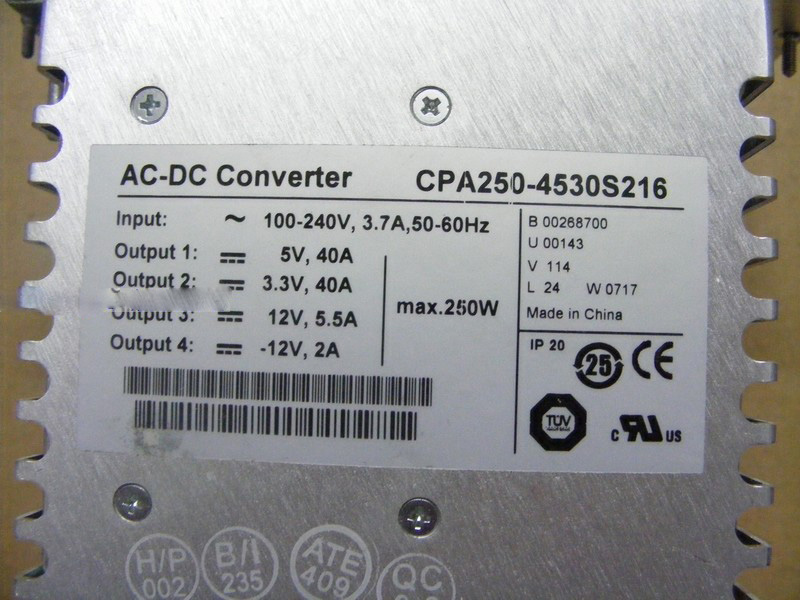 AC-DC Converter CPA250-4530S216
Input: ~ 100-240V, 3.7A,50-60Hz
Output 1: 5V, 40A
Output 2: 3.3V, 40A
Output 3: 12V, 5.5A
Output 4: -12V, 2A
max.250W
B 00268700
U 00143
V 114
L 24 W 0717
Made in China
IP 20
25
CE
TÜV
c RU US
H/P
002
B/I
235
ATE
409
QC